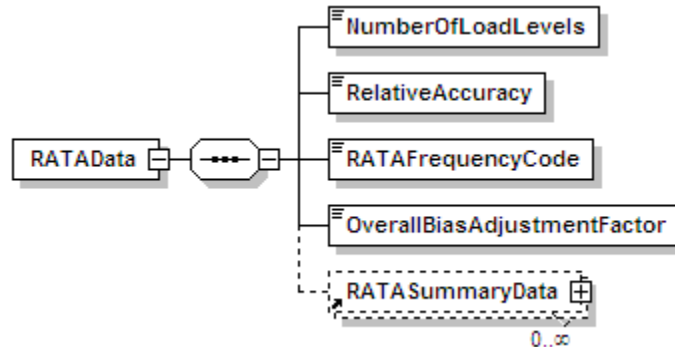 NumberOfLoadLevels
RelativeAccuracy
RATAData
RATAFrequencyCode
OverallBiasAdjustmentFactor
RATASummaryData
0..∞